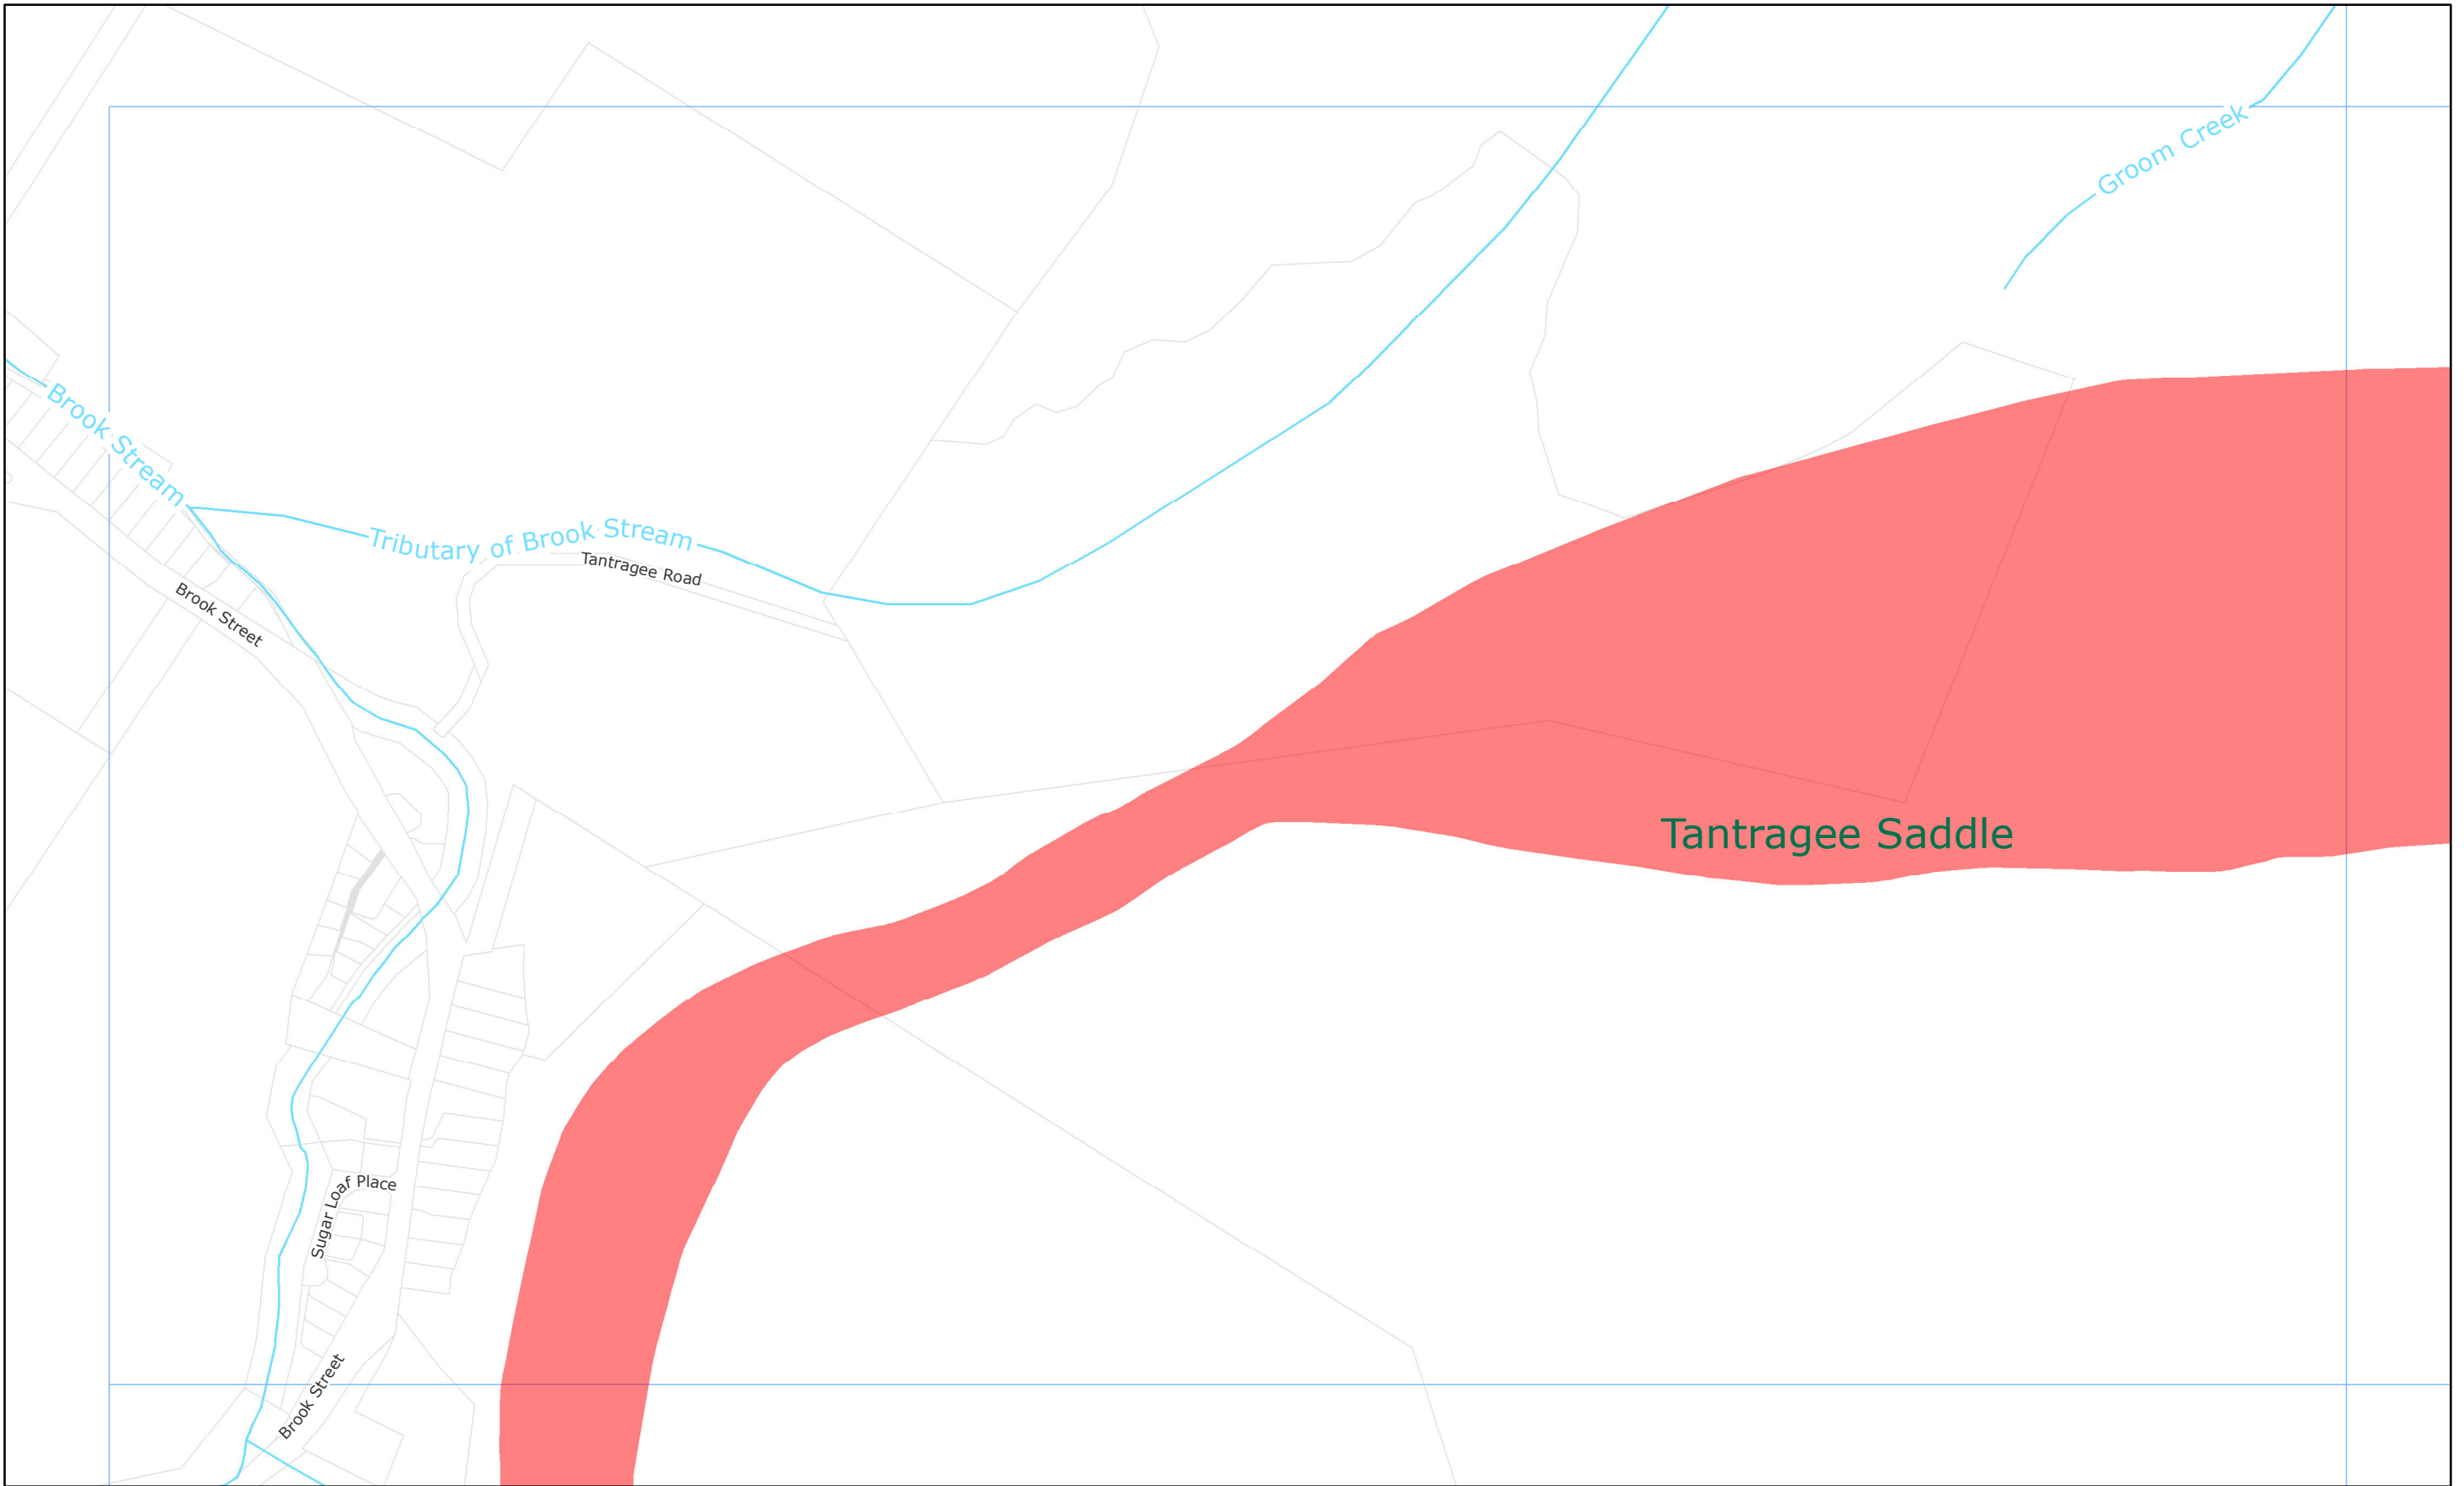 Groom Creek
Brook Stream
Tributary of Brook Stream
Tantragee Road
Brook Street
Tantragee Saddle
Sugar Loaf Place
Brook Street